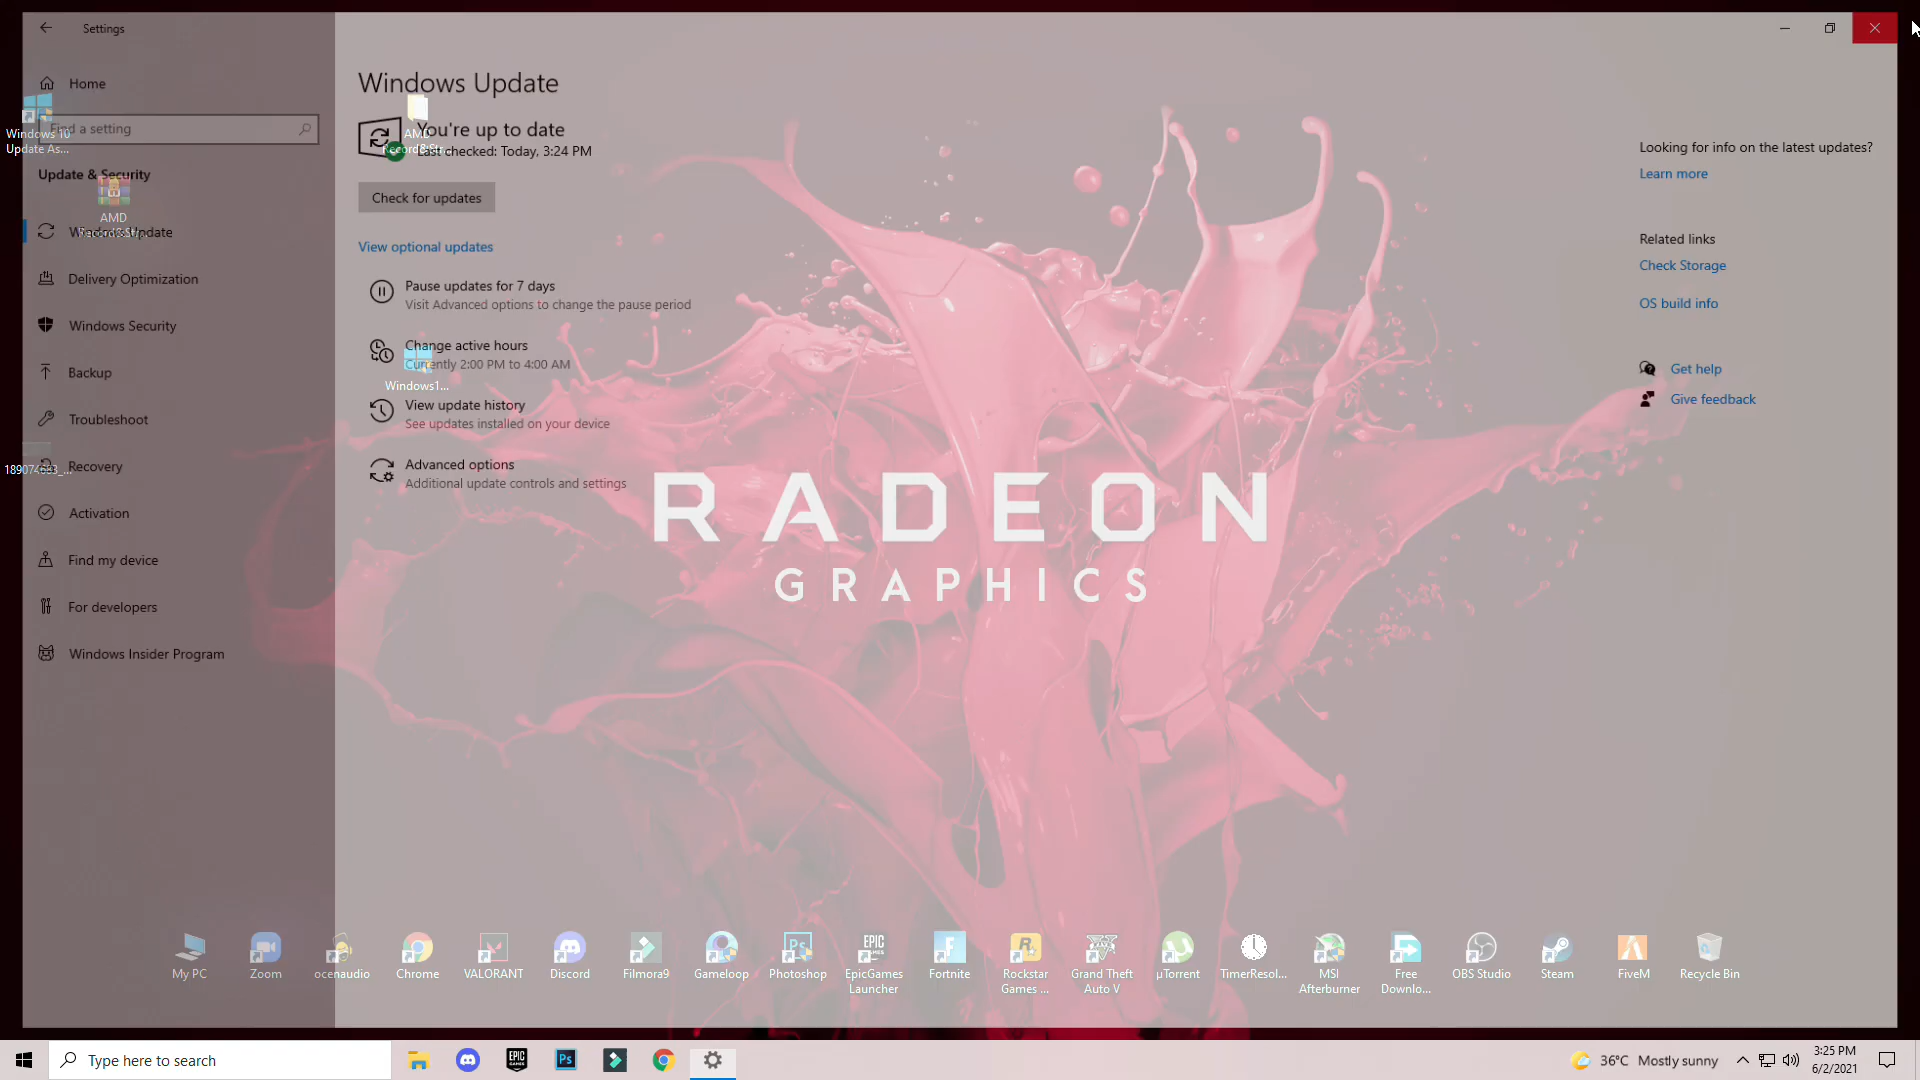 Settings
Home
Find a setting
Update & Security
Windows Update
Delivery Optimization
Windows Security
Backup
Troubleshoot
Recovery
Activation
Find my device
For developers
Windows Insider Program
Windows Update
You're up to date
Last checked: Today, 3:24 PM
Check for updates
View optional updates
Pause updates for 7 days
Visit Advanced options to change the pause period
Change active hours
Currently 2:00 PM to 4:00 AM
View update history
See updates installed on your device
Advanced options
Additional update controls and settings
Looking for info on the latest updates?
Learn more
Related links
Check Storage
OS build info
Get help
Give feedback
Windows 10
Update As...
AMD
AMD
Windows1...
RADEON
GRAPHICS
My PC
Zoom
ocenaudio
Chrome
VALORANT
Discord
Filmora9
Gameloop
Ps
Photoshop
EPIC
GAMES
EpicGames
Launcher
Fortnite
Rockstar
Games ...
Grand Theft
Auto V
µTorrent
TimerResol...
MSI
Afterburner
Free
Downlo...
OBS Studio
Steam
FiveM
Recycle Bin
Type here to search
EPIC
GAMES
Ps
36°C Mostly sunny
3:25 PM
6/2/2021